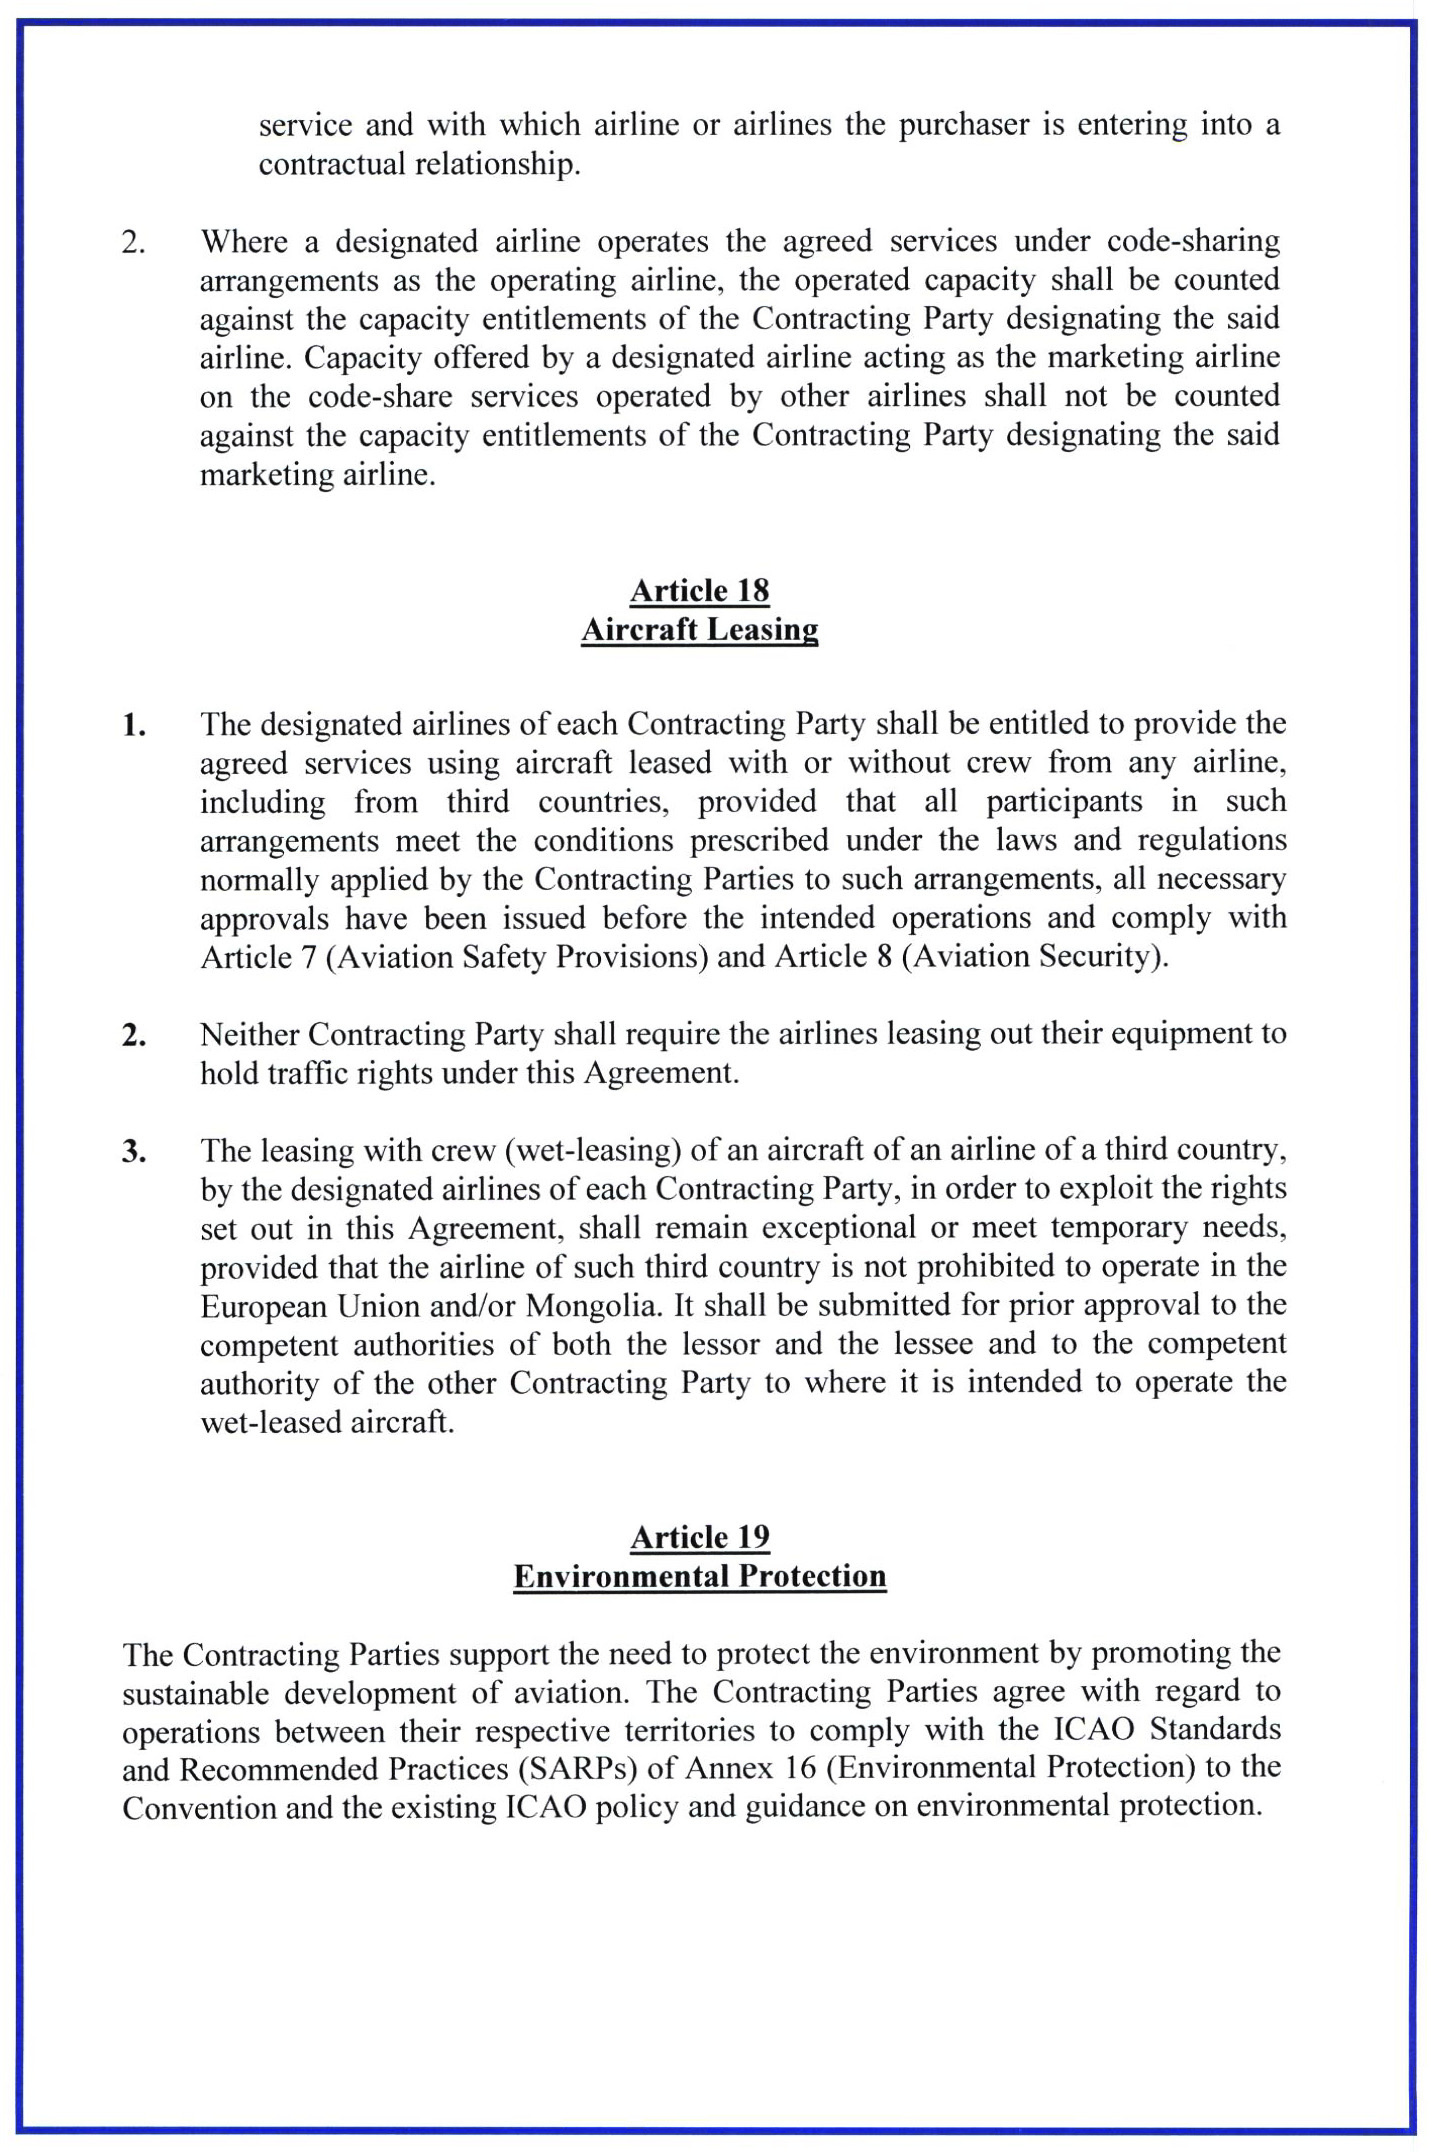 service and with which airline or airlines the purchaser is entering into a
contractual relationship.
2. Where a designated airline operates the agreed services under code-sharing
arrangements as the operating airline, the operated capacity shall be counted
against the capacity entitlements of the Contracting Party designating the said
airline. Capacity offered by a designated airline acting as the marketing airline
on the code-share services operated by other airlines shall not be counted
against the capacity entitlements of the Contracting Party designating the said
marketing airline.
Article 18
Aircraft Leasing
1. The designated airlines of each Contracting Party shall be entitled to provide the
agreed services using aircraft leased with or without crew from any airline,
including from third countries, provided that all participants in such
arrangements meet the conditions prescribed under the laws and regulations
normally applied by the Contracting Parties to such arrangements, all necessary
approvals have been issued before the intended operations and comply with
Article 7 (Aviation Safety Provisions) and Article 8 (Aviation Security).
2. Neither Contracting Party shall require the airlines leasing out their equipment to
hold traffic rights under this Agreement.
3. The leasing with crew (wet-leasing) of an aircraft of an airline of a third country,
by the designated airlines of each Contracting Party, in order to exploit the rights
set out in this Agreement, shall remain exceptional or meet temporary needs,
provided that the airline of such third country is not prohibited to operate in the
European Union and/or Mongolia. It shall be submitted for prior approval to the
competent authorities of both the lessor and the lessee and to the competent
authority of the other Contracting Party to where it is intended to operate the
wet-leased aircraft.
Article 19
Environmental Protection
The Contracting Parties support the need to protect the environment by promoting the
sustainable development of aviation. The Contracting Parties agree with regard to
operations between their respective territories to comply with the ICAO Standards
and Recommended Practices (SARPs) of Annex 16 (Environmental Protection) to the
Convention and the existing ICAO policy and guidance on environmental protection.